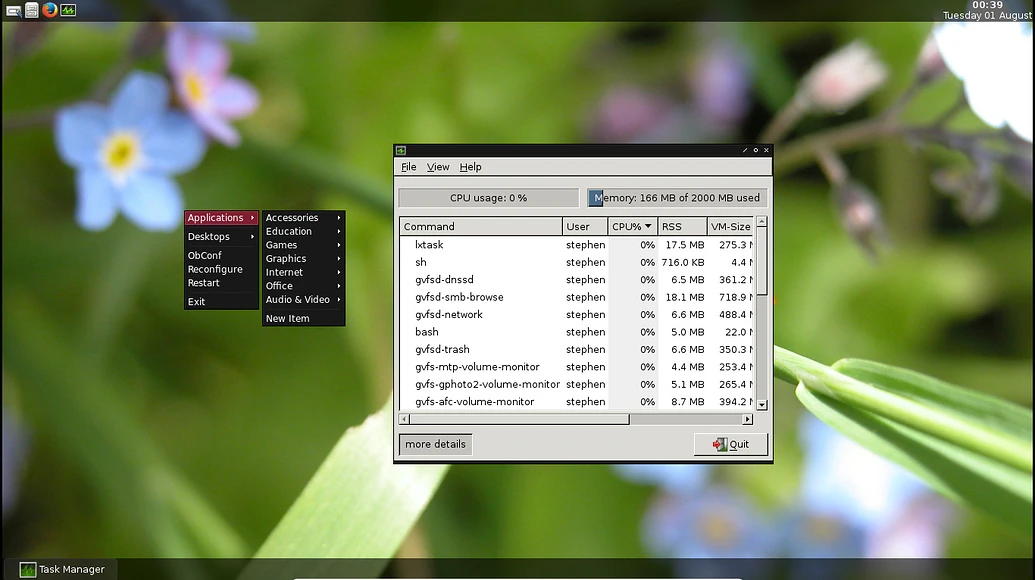 00:39
Tuesday 01 August
File View Help
CPU usage: 0 %
Memory: 166 MB of 2000 MB used
Command User CPU% RSS VM-Size
lxtask stephen 0% 17.5 MB 275.3
sh stephen 0% 716.0 KB 4.4
gvfsd-dnssd stephen 0% 6.5 MB 361.2
gvfsd-smb-browse stephen 0% 18.1 MB 718.9
gvfsd-network stephen 0% 6.6 MB 488.4
bash stephen 0% 5.0 MB 22.0
gvfsd-trash stephen 0% 6.6 MB 350.3
gvfs-mtp-volume-monitor stephen 0% 4.4 MB 253.4
gvfs-gphoto2-volume-monitor stephen 0% 5.1 MB 265.4
gvfs-afc-volume-monitor stephen 0% 8.7 MB 394.2
more details
Quit
Applications
Desktops
ObConf
Reconfigure
Restart
Exit
Accessories
Education
Games
Graphics
Internet
Office
Audio & Video
New Item
Task Manager